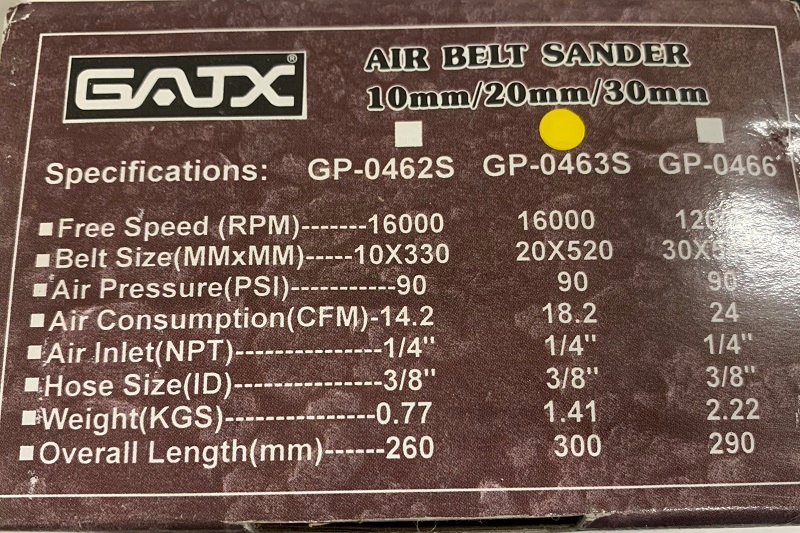 GATX®
AIR BELT SANDER
10mm/20mm/30mm
Specifications: GP-0462S GP-0463S GP-0466
Free Speed (RPM)-------16000 16000
Belt Size(MMxMM)-----10X330 20X520
Air Pressure(PSI)-----------90 90 90
Air Consumption(CFM)-14.2 18.2 24
Air Inlet(NPT)---------------1/4" 1/4" 1/4"
Hose Size(ID)---------------3/8" 3/8" 3/8"
Weight(KGS)---------------0.77 1.41 2.22
Overall Length(mm)------260 300 290